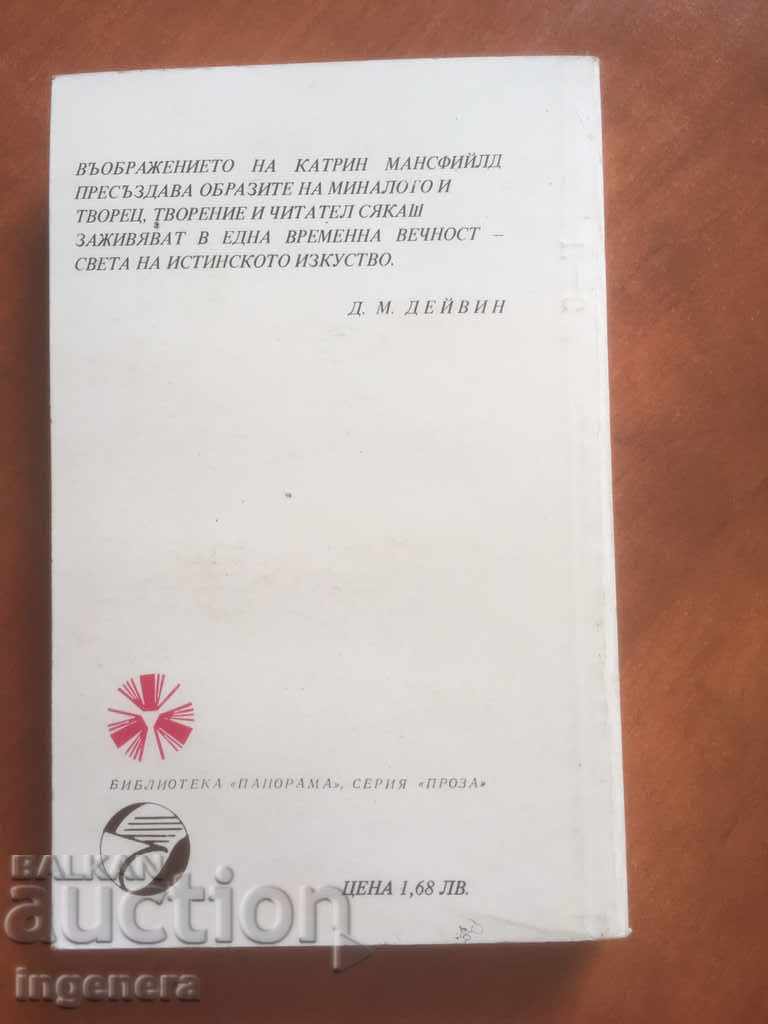 ВЪОБРАЖЕНИЕТО НА КАТРИН МАНСФИЙЛД
ПРЕСЪЗДАВА ОБРАЗИТЕ НА МИНАЛОТО И
ТВОРЕЦ, ТВОРЕНИЕ И ЧИТАТЕЛ СЯКАШ
ЗАЖИВЯВАТ В ЕДНА ВРЕМЕННА ВЕЧНОСТ –
СВЕТА НА ИСТИНСКОТО ИЗКУСТВО.
Д. М. ДЕЙВИН
БИБЛИОТЕКА «ПАНОРАМА», СЕРИЯ «ПРОЗА»
ЦЕНА 1,68 ЛВ.
BALKAN
auction
ingenera